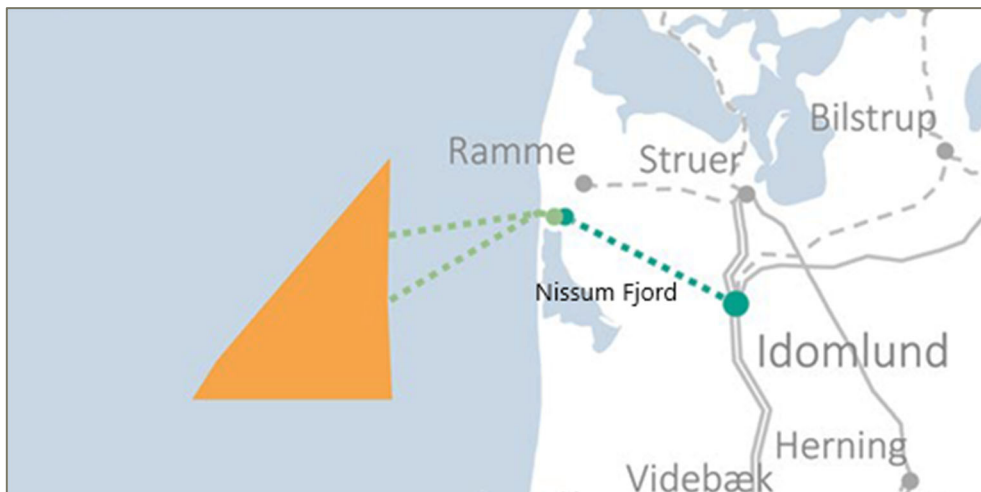 Bilstrup
Ramme
Struer
Nissum Fjord
Idomlund
Herning
Videbæk